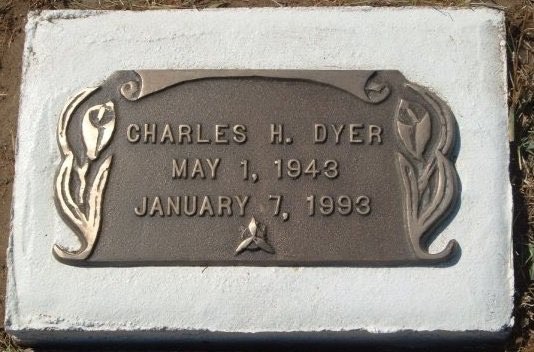 CHARLES H. DYER
MAY 1, 1943
JANUARY 7, 1993